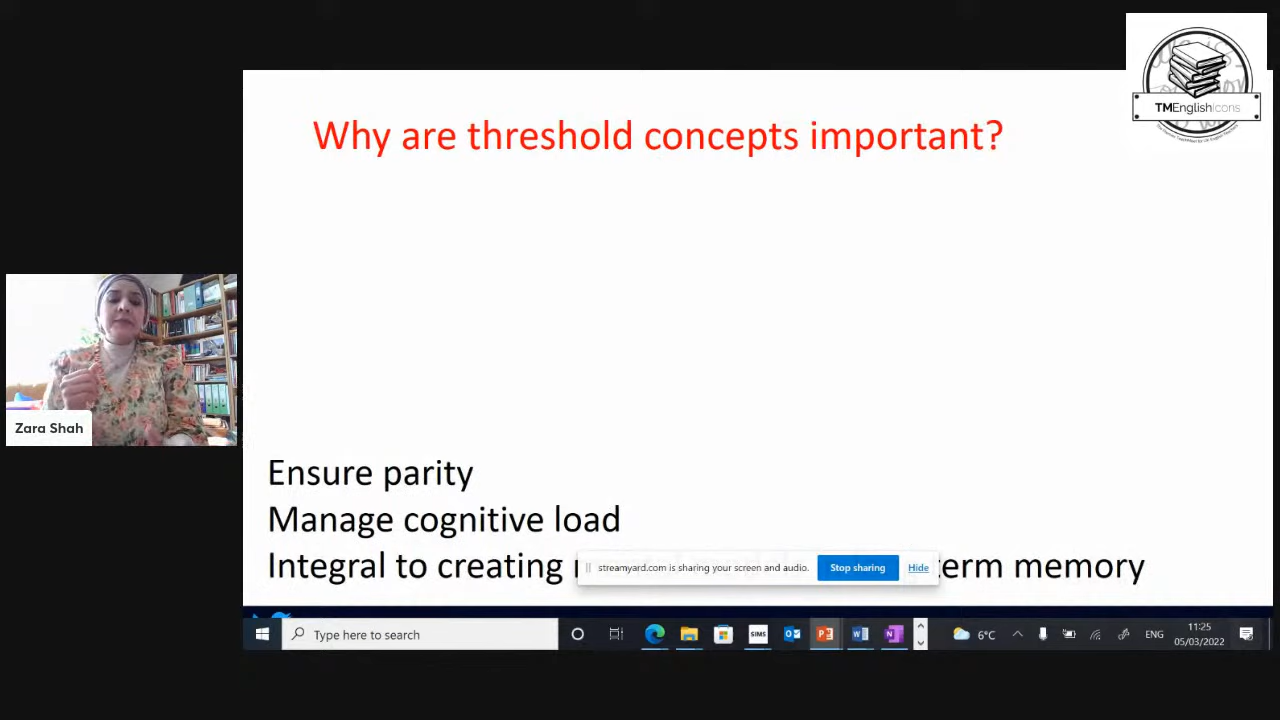 TMEnglishicons
Why are threshold concepts important?
Zara Shah
Ensure parity
Manage cognitive load
Integral to creating term memory
streamyard.com is sharing your screen and audio. Stop sharing Hide
Type here to search
SIMS
6°C
ENG
11:25
05/03/2022